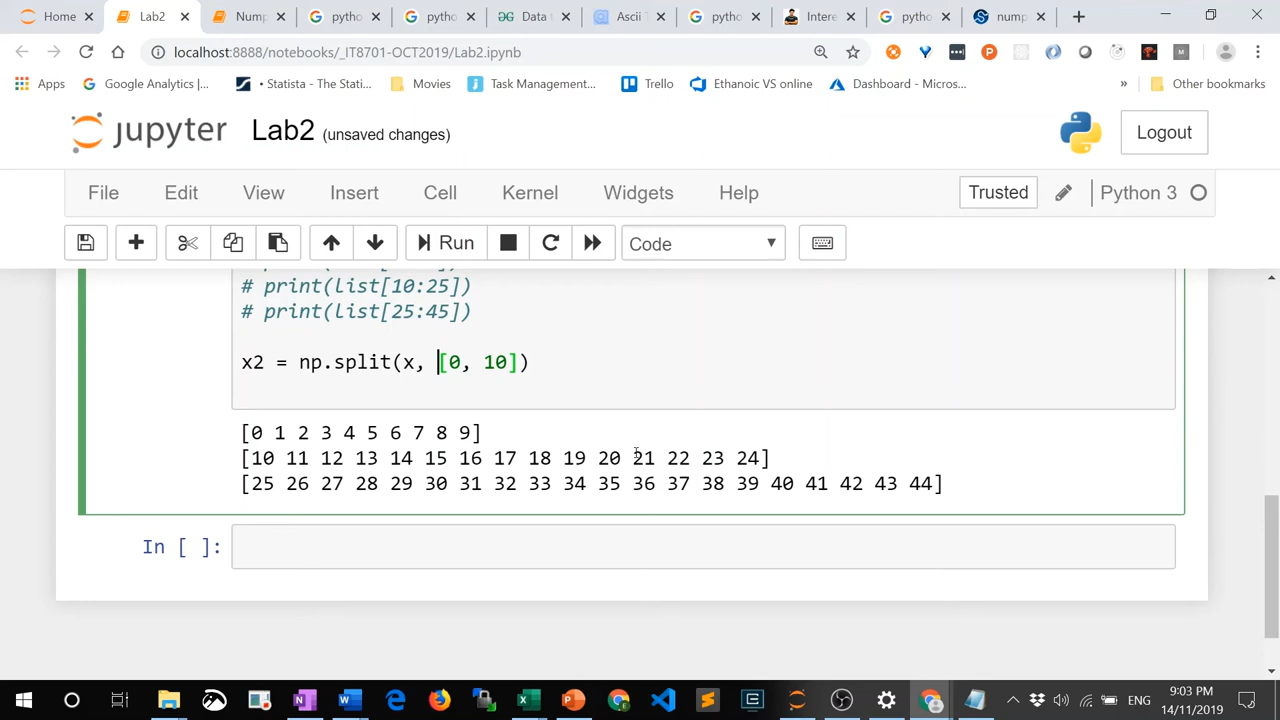 Home
Lab2
Nump
pytho
pytho
Data
Ascii T
pytho
Intere
pytho
nump
localhost:8888/notebooks/_IT8701-OCT2019/Lab2.ipynb
Apps
Google Analytics |...
• Statista - The Stati...
Movies
Task Management...
Trello
Ethanoic VS online
Dashboard - Micros...
»
Other bookmarks
jupyter Lab2 (unsaved changes)
Logout
File Edit View Insert Cell Kernel Widgets Help
Trusted
Python 3
Run
Code
# print(list[10:25])
# print(list[25:45])
x2 = np.split(x, [0, 10])
[0 1 2 3 4 5 6 7 8 9]
[10 11 12 13 14 15 16 17 18 19 20 21 22 23 24]
[25 26 27 28 29 30 31 32 33 34 35 36 37 38 39 40 41 42 43 44]
In [ ]:
ENG
9:03 PM
14/11/2019